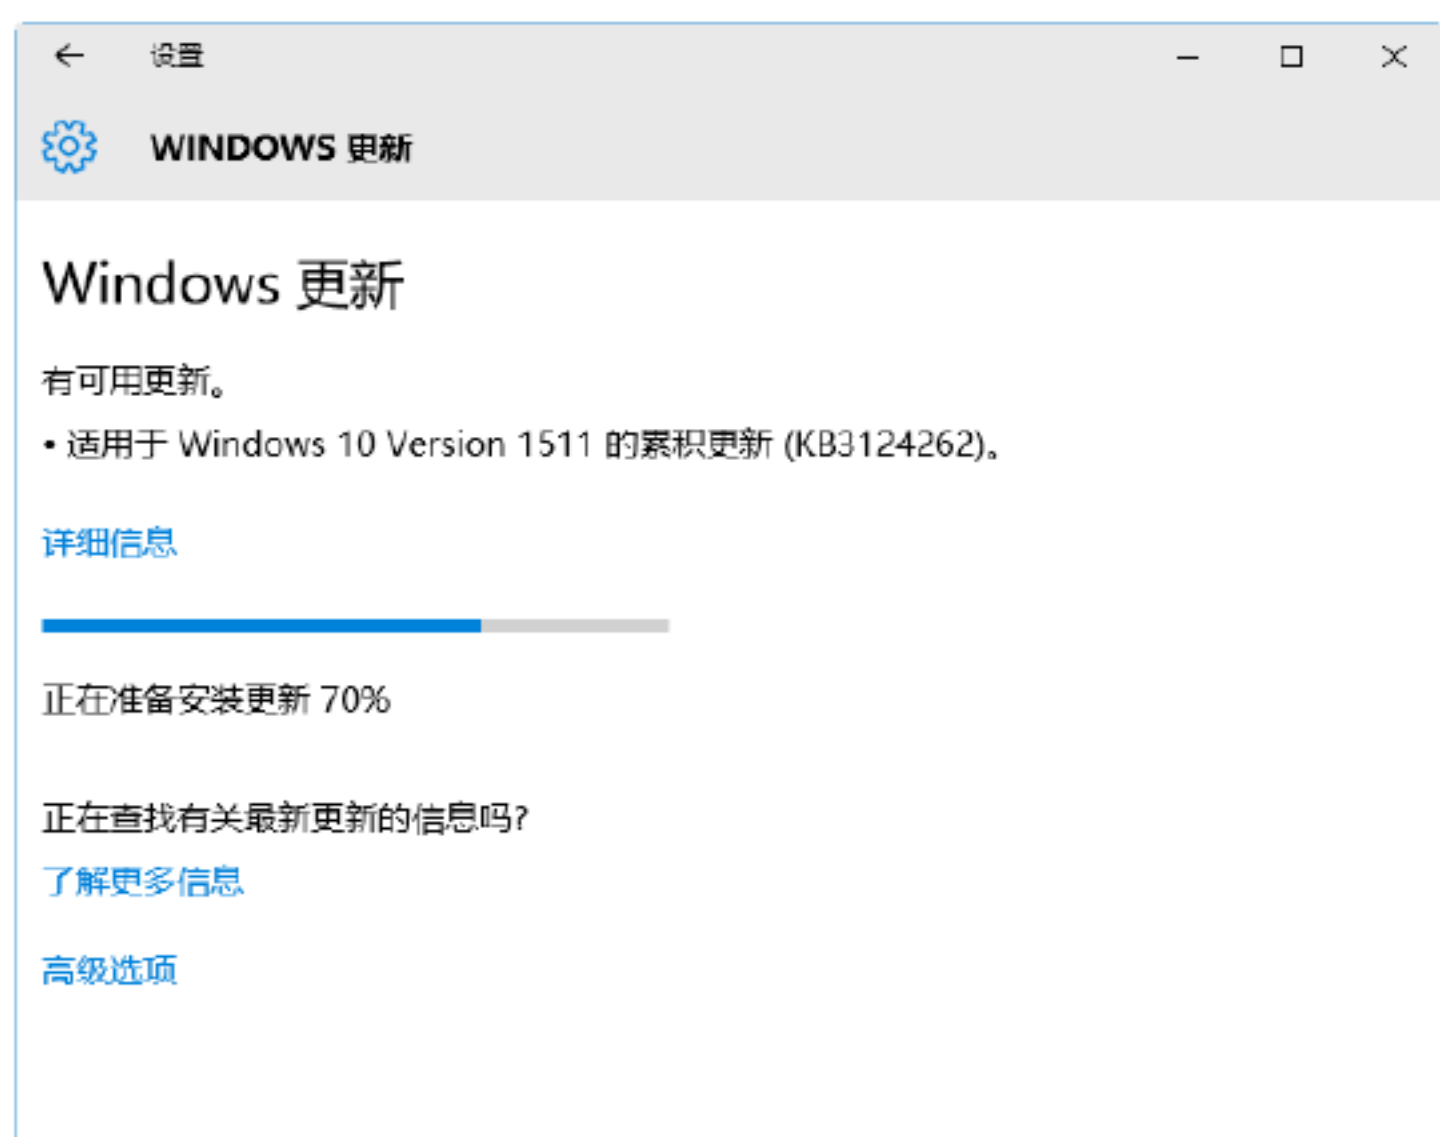 设置
WINDOWS 更新
Windows 更新
有可用更新。
• 适用于 Windows 10 Version 1511 的累积更新 (KB3124262)。
详细信息
正在准备安装更新 70%
正在查找有关最新更新的信息吗?
了解更多信息
高级选项